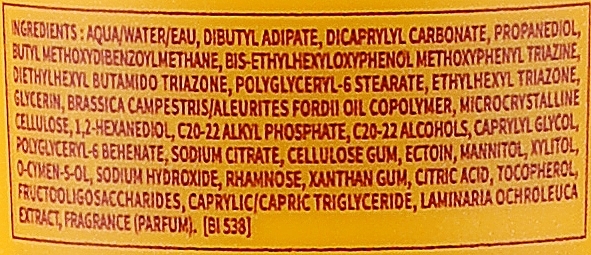 INGREDIENTS : AQUA/WATER/EAU, DIBUTYL ADIPATE, DICAPRYLYL CARBONATE, PROPANEDIOL,
BUTYL METHOXYDIBENZOYLMETHANE, BIS-ETHYLHEXYLOXYPHENOL METHOXYPHENYL TRIAZINE,
DIETHYLHEXYL BUTAMIDO TRIAZONE, POLYGLYCERYL-6 STEARATE, ETHYLHEXYL TRIAZONE,
GLYCERIN, BRASSICA CAMPESTRIS/ALEURITES FORDII OIL COPOLYMER, MICROCRYSTALLINE
CELLULOSE, 1,2-HEXANEDIOL, C20-22 ALKYL PHOSPHATE, C20-22 ALCOHOLS, CAPRYLYL GLYCOL,
POLYGLYCERYL-6 BEHENATE, SODIUM CITRATE, CELLULOSE GUM, ECTOIN, MANNITOL, XYLITOL,
O-CYMEN-5-OL, SODIUM HYDROXIDE, RHAMNOSE, XANTHAN GUM, CITRIC ACID, TOCOPHEROL,
FRUCTOOLIGOSACCHARIDES, CAPRYLIC/CAPRIC TRIGLYCERIDE, LAMINARIA OCHROLEUCA
EXTRACT, FRAGRANCE (PARFUM). [BI 538]